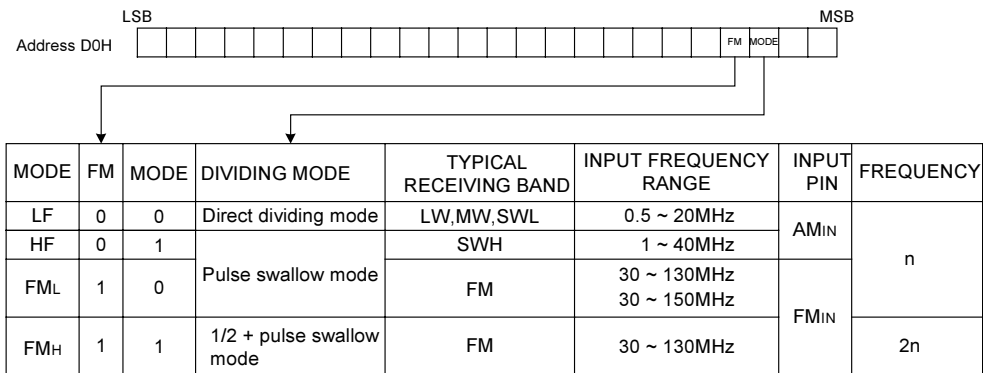 LSB MSB
Address D0H FM MODE
MODE FM MODE DIVIDING MODE TYPICAL RECEIVING BAND INPUT FREQUENCY RANGE INPUT PIN FREQUENCY
LF 0 0 Direct dividing mode LW,MW,SWL 0.5 ~ 20MHz AMIN n
HF 0 1 Pulse swallow mode SWH 1 ~ 40MHz
FML 1 0 FM 30 ~ 130MHz
30 ~ 150MHz FMIN
FMH 1 1 1/2 + pulse swallow mode FM 30 ~ 130MHz 2n